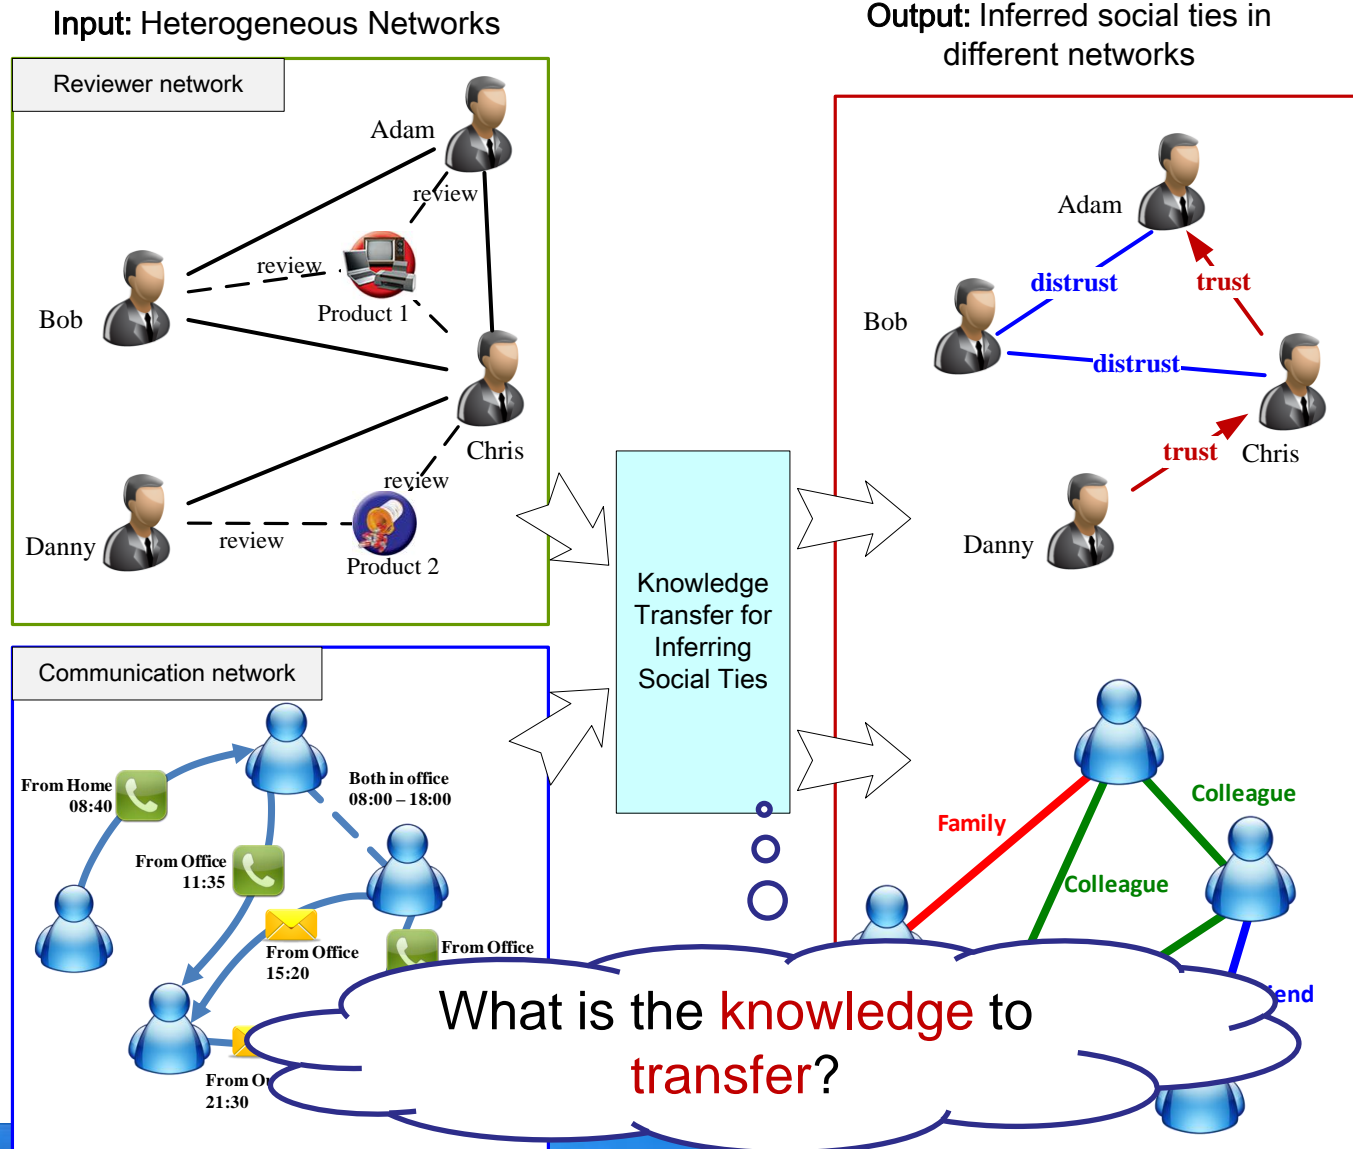 Input: Heterogeneous Networks
Output: Inferred social ties in
different networks
Reviewer network
Adam
review
review
Product 1
Bob
Chris
review
Danny
review
Product 2
Communication network
From Home
08:40
Both in office
08:00 – 18:00
From Office
11:35
From Office
15:20
From Office
From
21:30
Knowledge
Transfer for
Inferring
Social Ties
Adam
distrust
trust
Bob
distrust
trust
Chris
Danny
Family
Colleague
Colleague
What is the knowledge to
transfer?